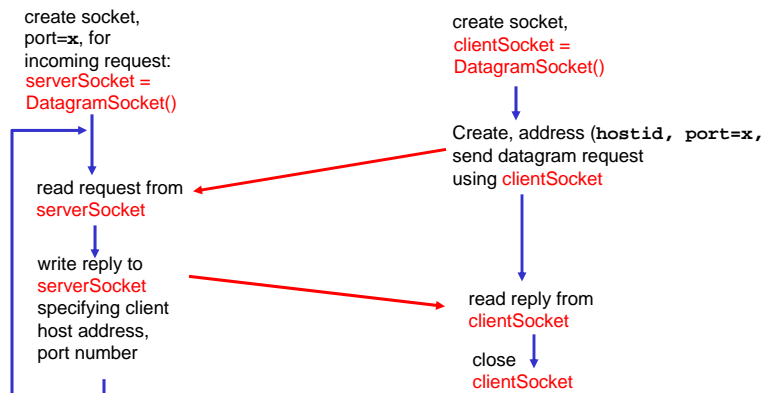 create socket,
port=x, for
incoming request:
serverSocket =
DatagramSocket()
read request from
serverSocket
write reply to
serverSocket
specifying client
host address,
port number
create socket,
clientSocket =
DatagramSocket()
Create, address (hostid, port=x,
send datagram request
using clientSocket
read reply from
clientSocket
close
clientSocket